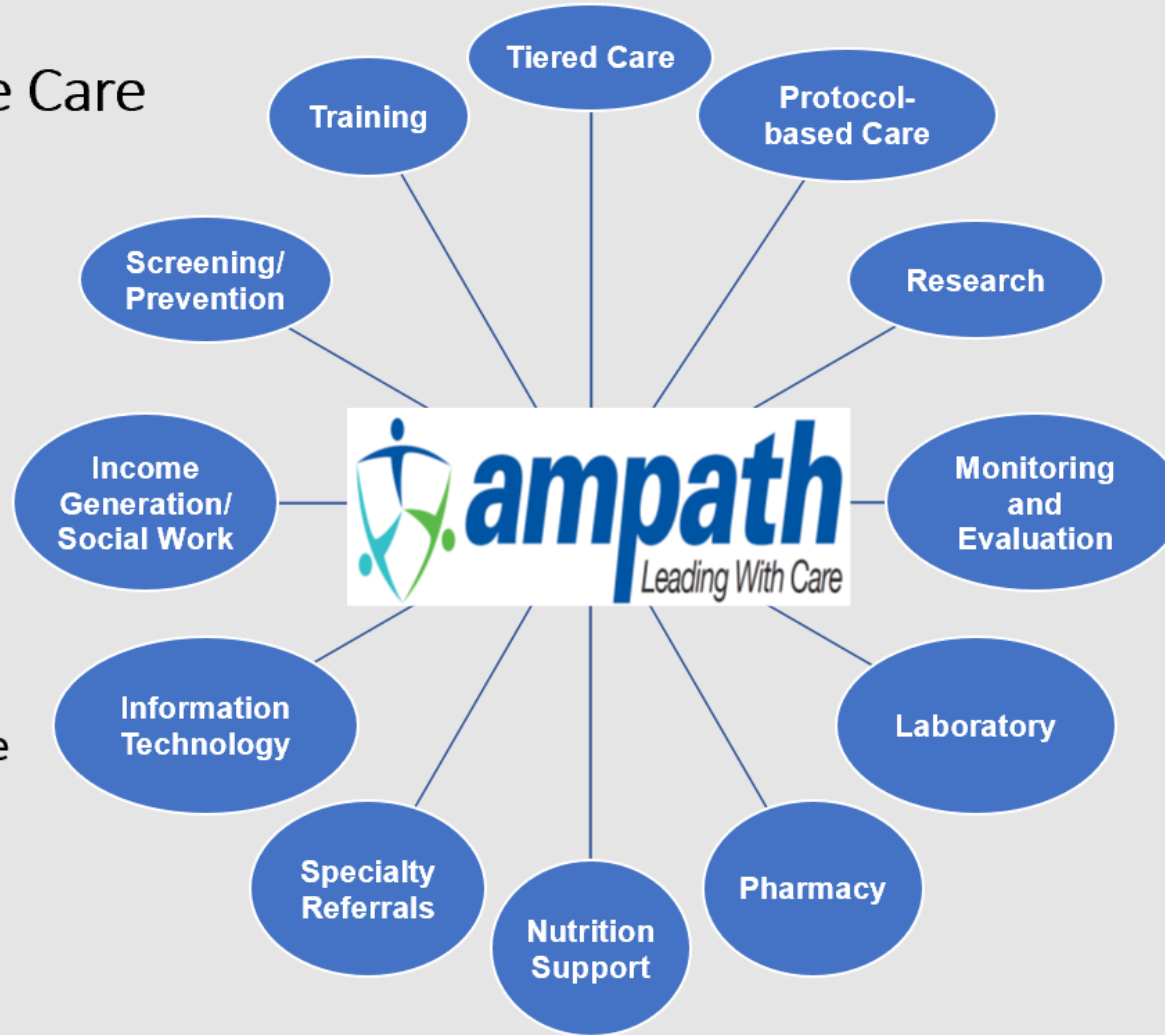 e Care
Tiered Care
Training
Protocol-
based Care
Screening/
Prevention
Research
Income
Generation/
Social Work
ampath
Leading With Care
Monitoring
and
Evaluation
Information
Technology
e
Laboratory
Specialty
Referrals
Pharmacy
Nutrition
Support